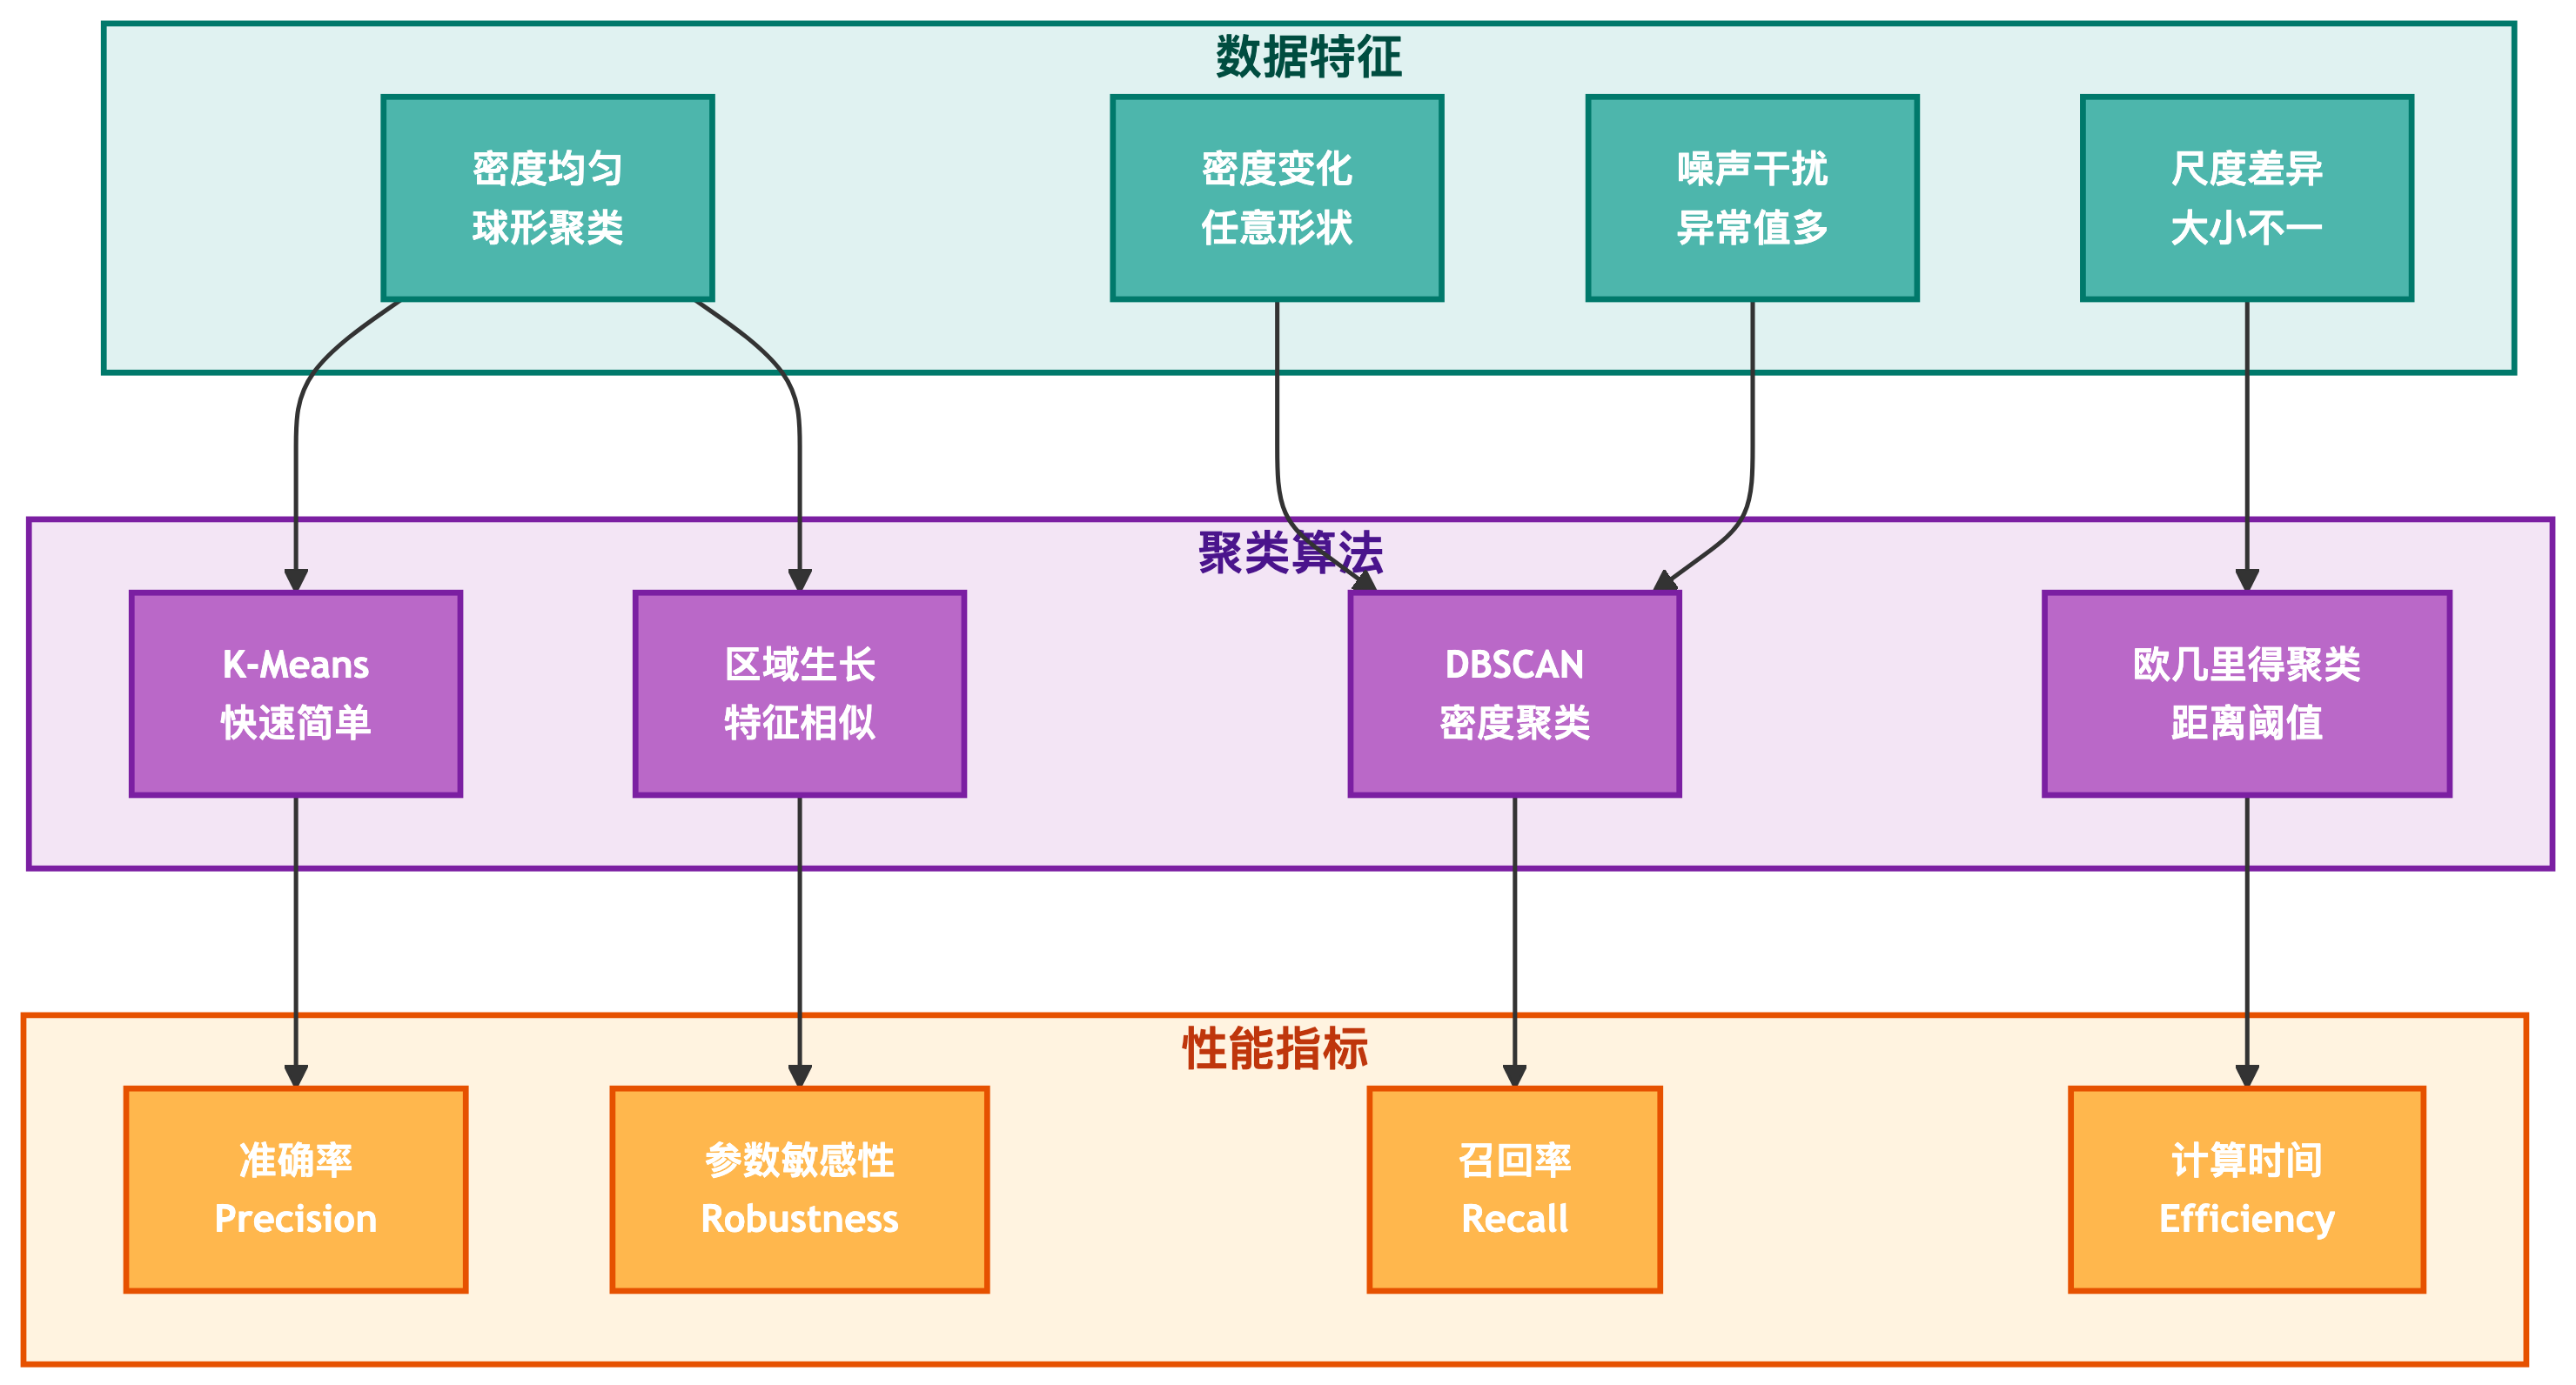 数据特征
密度均匀
球形聚类
密度变化
任意形状
噪声干扰
异常值多
尺度差异
大小不一
聚类算法
K-Means
快速简单
区域生长
特征相似
DBSCAN
密度聚类
欧几里得聚类
距离阈值
性能指标
准确率
Precision
参数敏感性
Robustness
召回率
Recall
计算时间
Efficiency